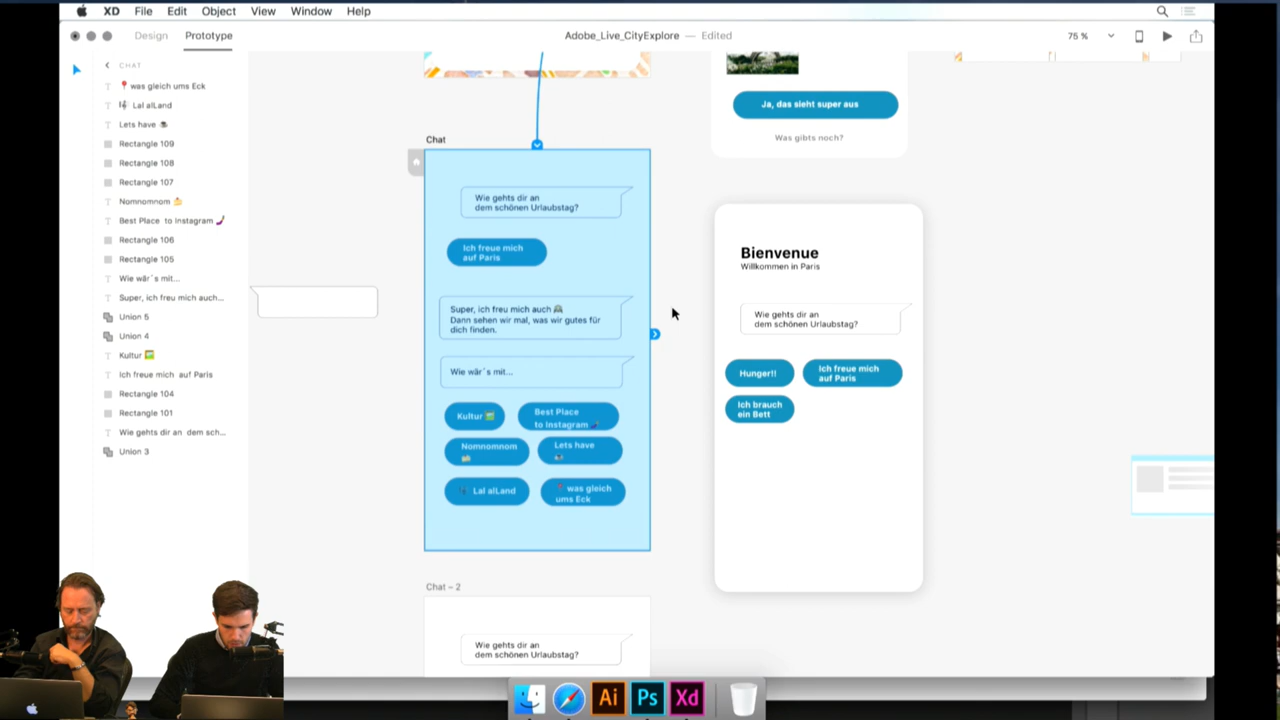 XD File Edit Object View Window Help
Design Prototype
Adobe_Live_CityExplore — Edited
75 %
CHAT
📍 was gleich ums Eck
🎼 Lal alLand
Lets have ☕
Rectangle 109
Rectangle 108
Rectangle 107
Nomnomnom 🍰
Best Place to Instagram 🤳
Rectangle 106
Rectangle 105
Wie wär´s mit...
Super, ich freu mich auch...
Union 5
Union 4
Kultur 🖼️
Ich freue mich auf Paris
Rectangle 104
Rectangle 101
Wie gehts dir an dem sch...
Union 3
Chat
Wie gehts dir an
dem schönen Urlaubstag?
Ich freue mich
auf Paris
Super, ich freu mich auch
Dann sehen wir mal, was wir gutes für
dich finden.
Wie wär´s mit...
Kultur 🖼️
Best Place
to Instagram
Nomnomnom
Lets have
Lal alLand
📍 was gleich
ums Eck
Chat – 2
Wie gehts dir an
dem schönen Urlaubstag?
Ja, das sieht super aus
Was gibts noch?
Bienvenue
Willkommen in Paris
Wie gehts dir an
dem schönen Urlaubstag?
Hunger!!
Ich freue mich
auf Paris
Ich brauch
ein Bett
Ai Ps Xd